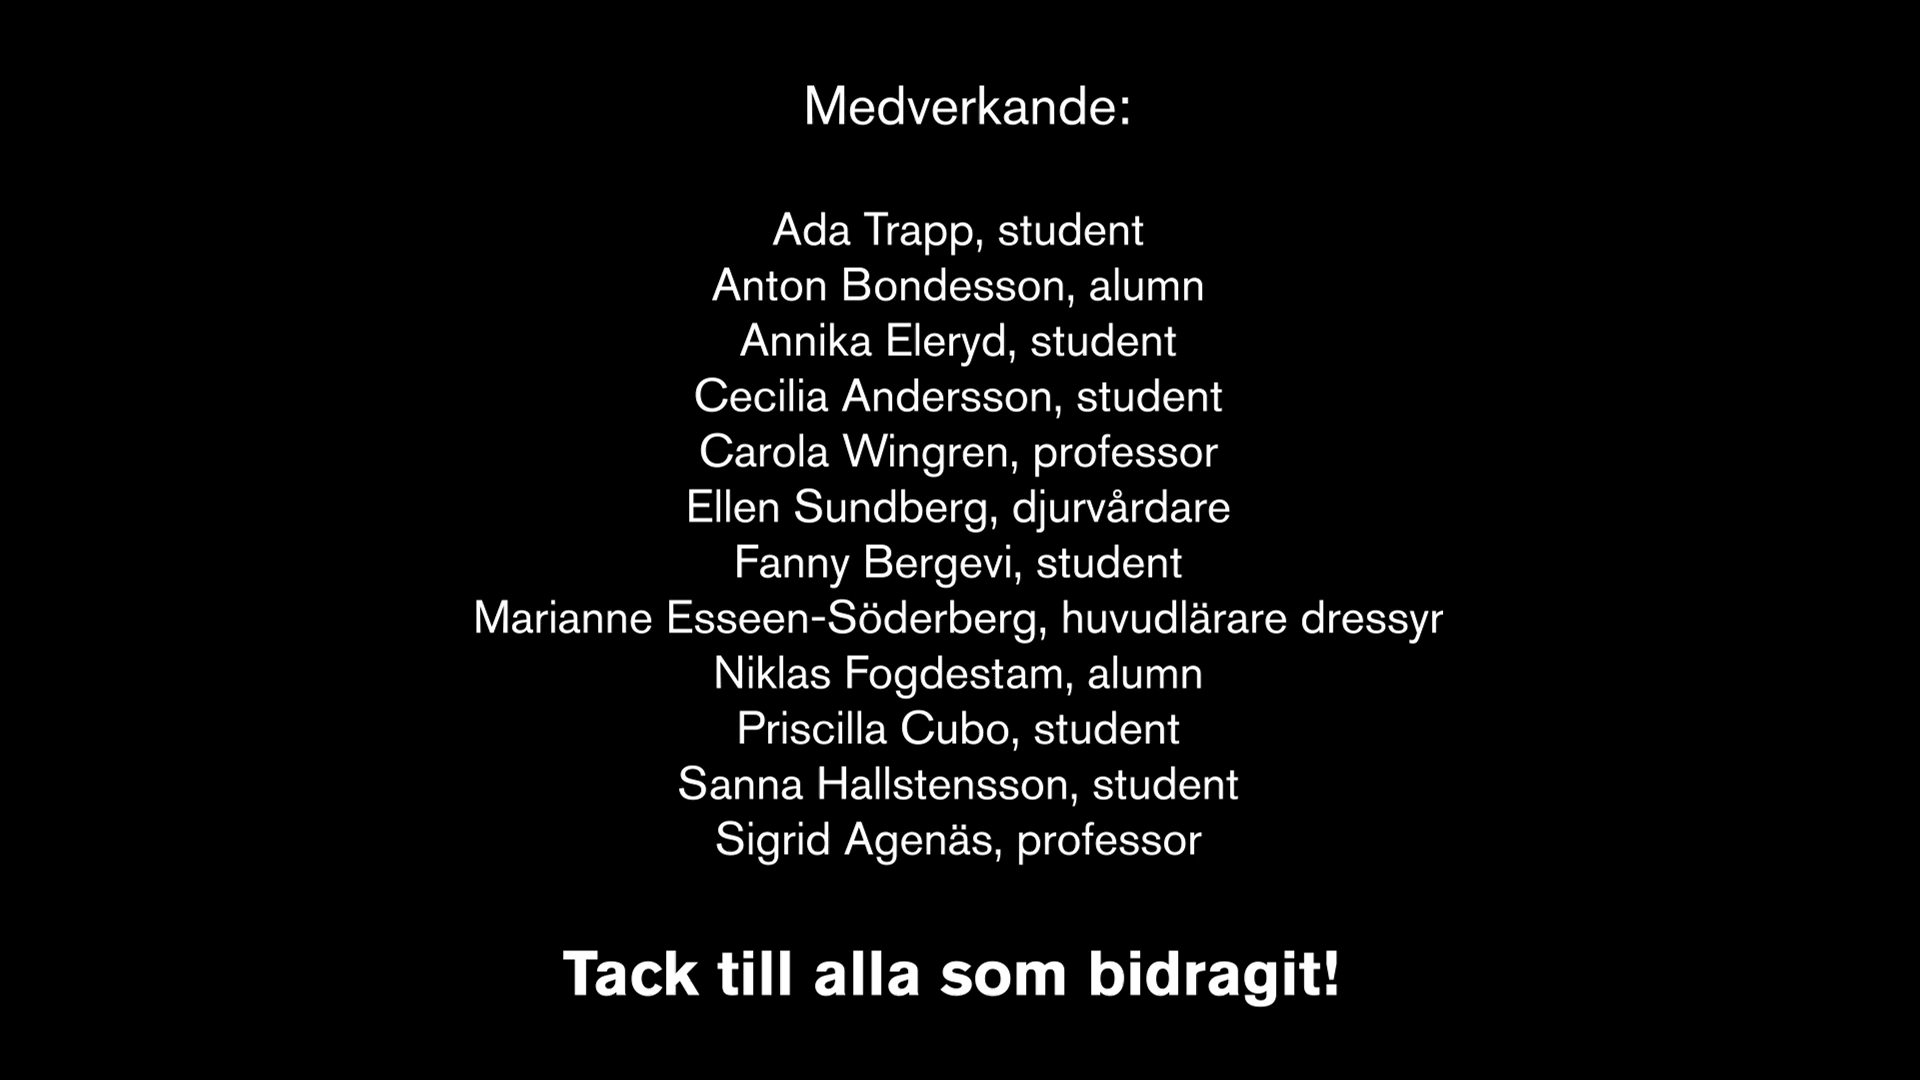 Medverkande:
Ada Trapp, student
Anton Bondesson, alumn
Annika Eleryd, student
Cecilia Andersson, student
Carola Wingren, professor
Ellen Sundberg, djurvårdare
Fanny Bergevi, student
Marianne Esseen-Söderberg, huvudlärare dressyr
Niklas Fogdestam, alumn
Priscilla Cubo, student
Sanna Hallstensson, student
Sigrid Agenäs, professor
Tack till alla som bidragit!